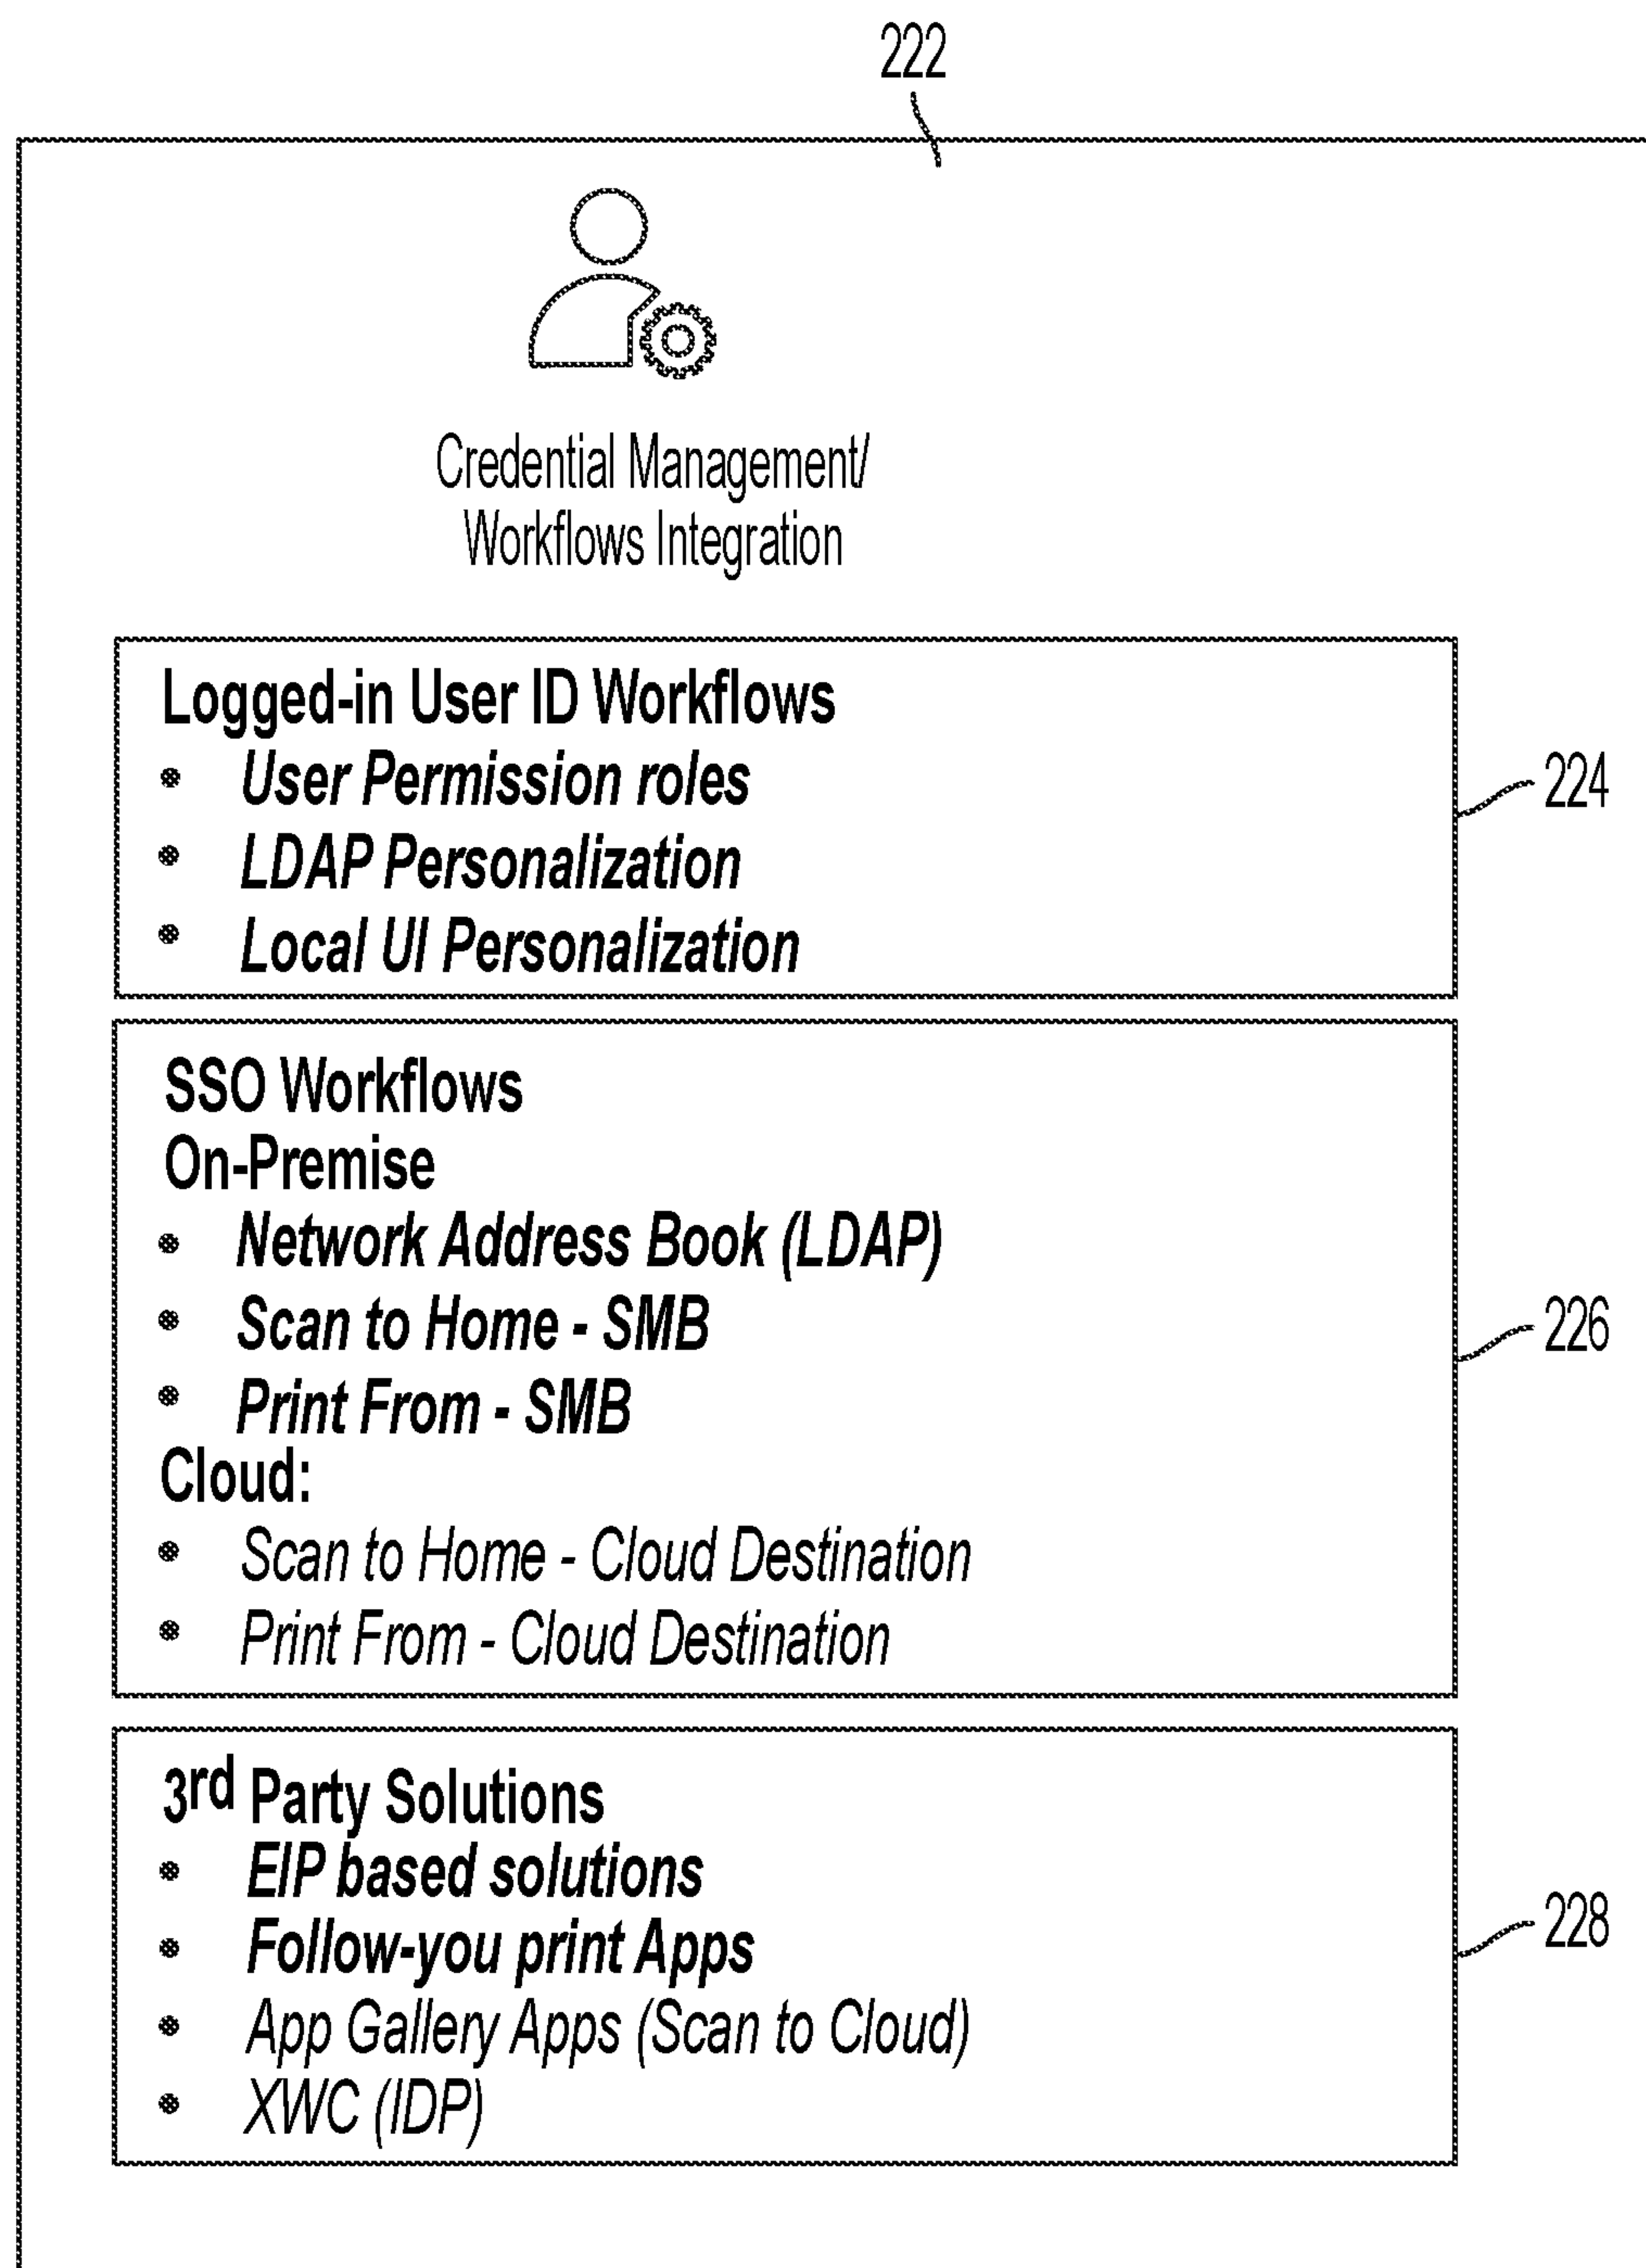 222
Credential Management/
Workflows Integration
Logged-in User ID Workflows
• User Permission roles
• LDAP Personalization
• Local UI Personalization
224
SSO Workflows
On-Premise
• Network Address Book (LDAP)
• Scan to Home - SMB
• Print From - SMB
Cloud:
• Scan to Home - Cloud Destination
• Print From - Cloud Destination
226
3rd Party Solutions
• EIP based solutions
• Follow-you print Apps
• App Gallery Apps (Scan to Cloud)
• XWC (IDP)
228